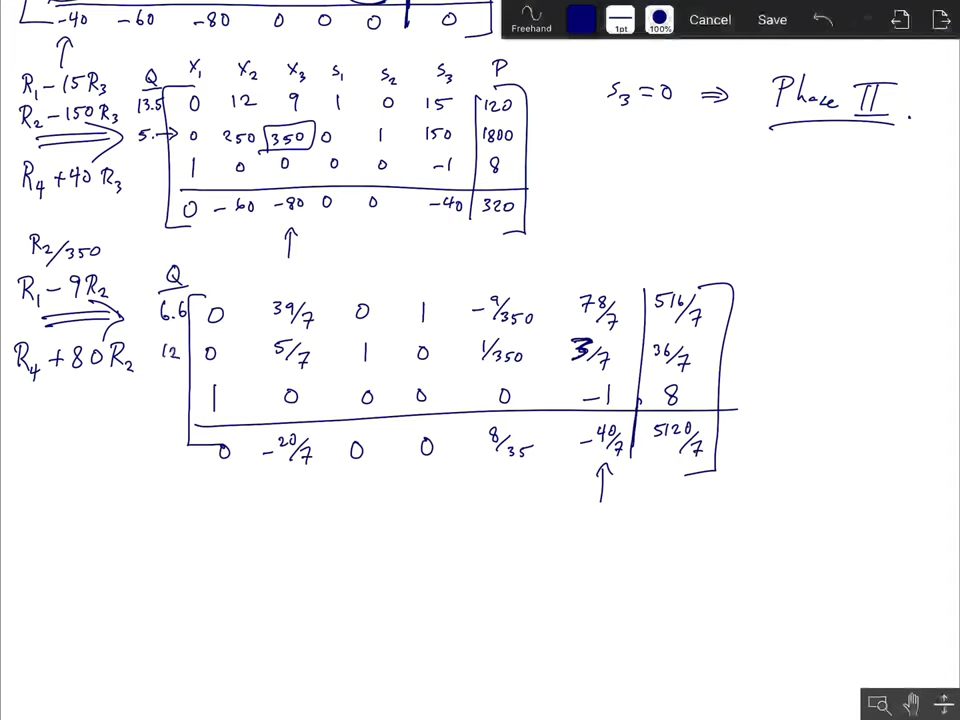 -40 -60 -80 0 0 0 0
Freehand 1pt 100% Cancel Save
R₁ - 15R₃
R₂ - 150R₃
R₄ + 40 R₃
Q X₁ X₂ X₃ S₁ S₂ S₃ P
13.5 0 12 9 1 0 15 120
5. → 0 250 350 0 1 150 1800
1 0 0 0 0 -1 8
0 -60 -80 0 0 -40 320
S₃ = 0 ⇒ Phase II.
R₂/350
R₁ - 9R₂
R₄ + 80R₂
Q
6.6 0 39/7 0 1 -9/350 78/7 516/7
12 0 5/7 1 0 1/350 3/7 36/7
1 0 0 0 0 -1 8
0 -20/7 0 0 8/35 -40/7 5120/7